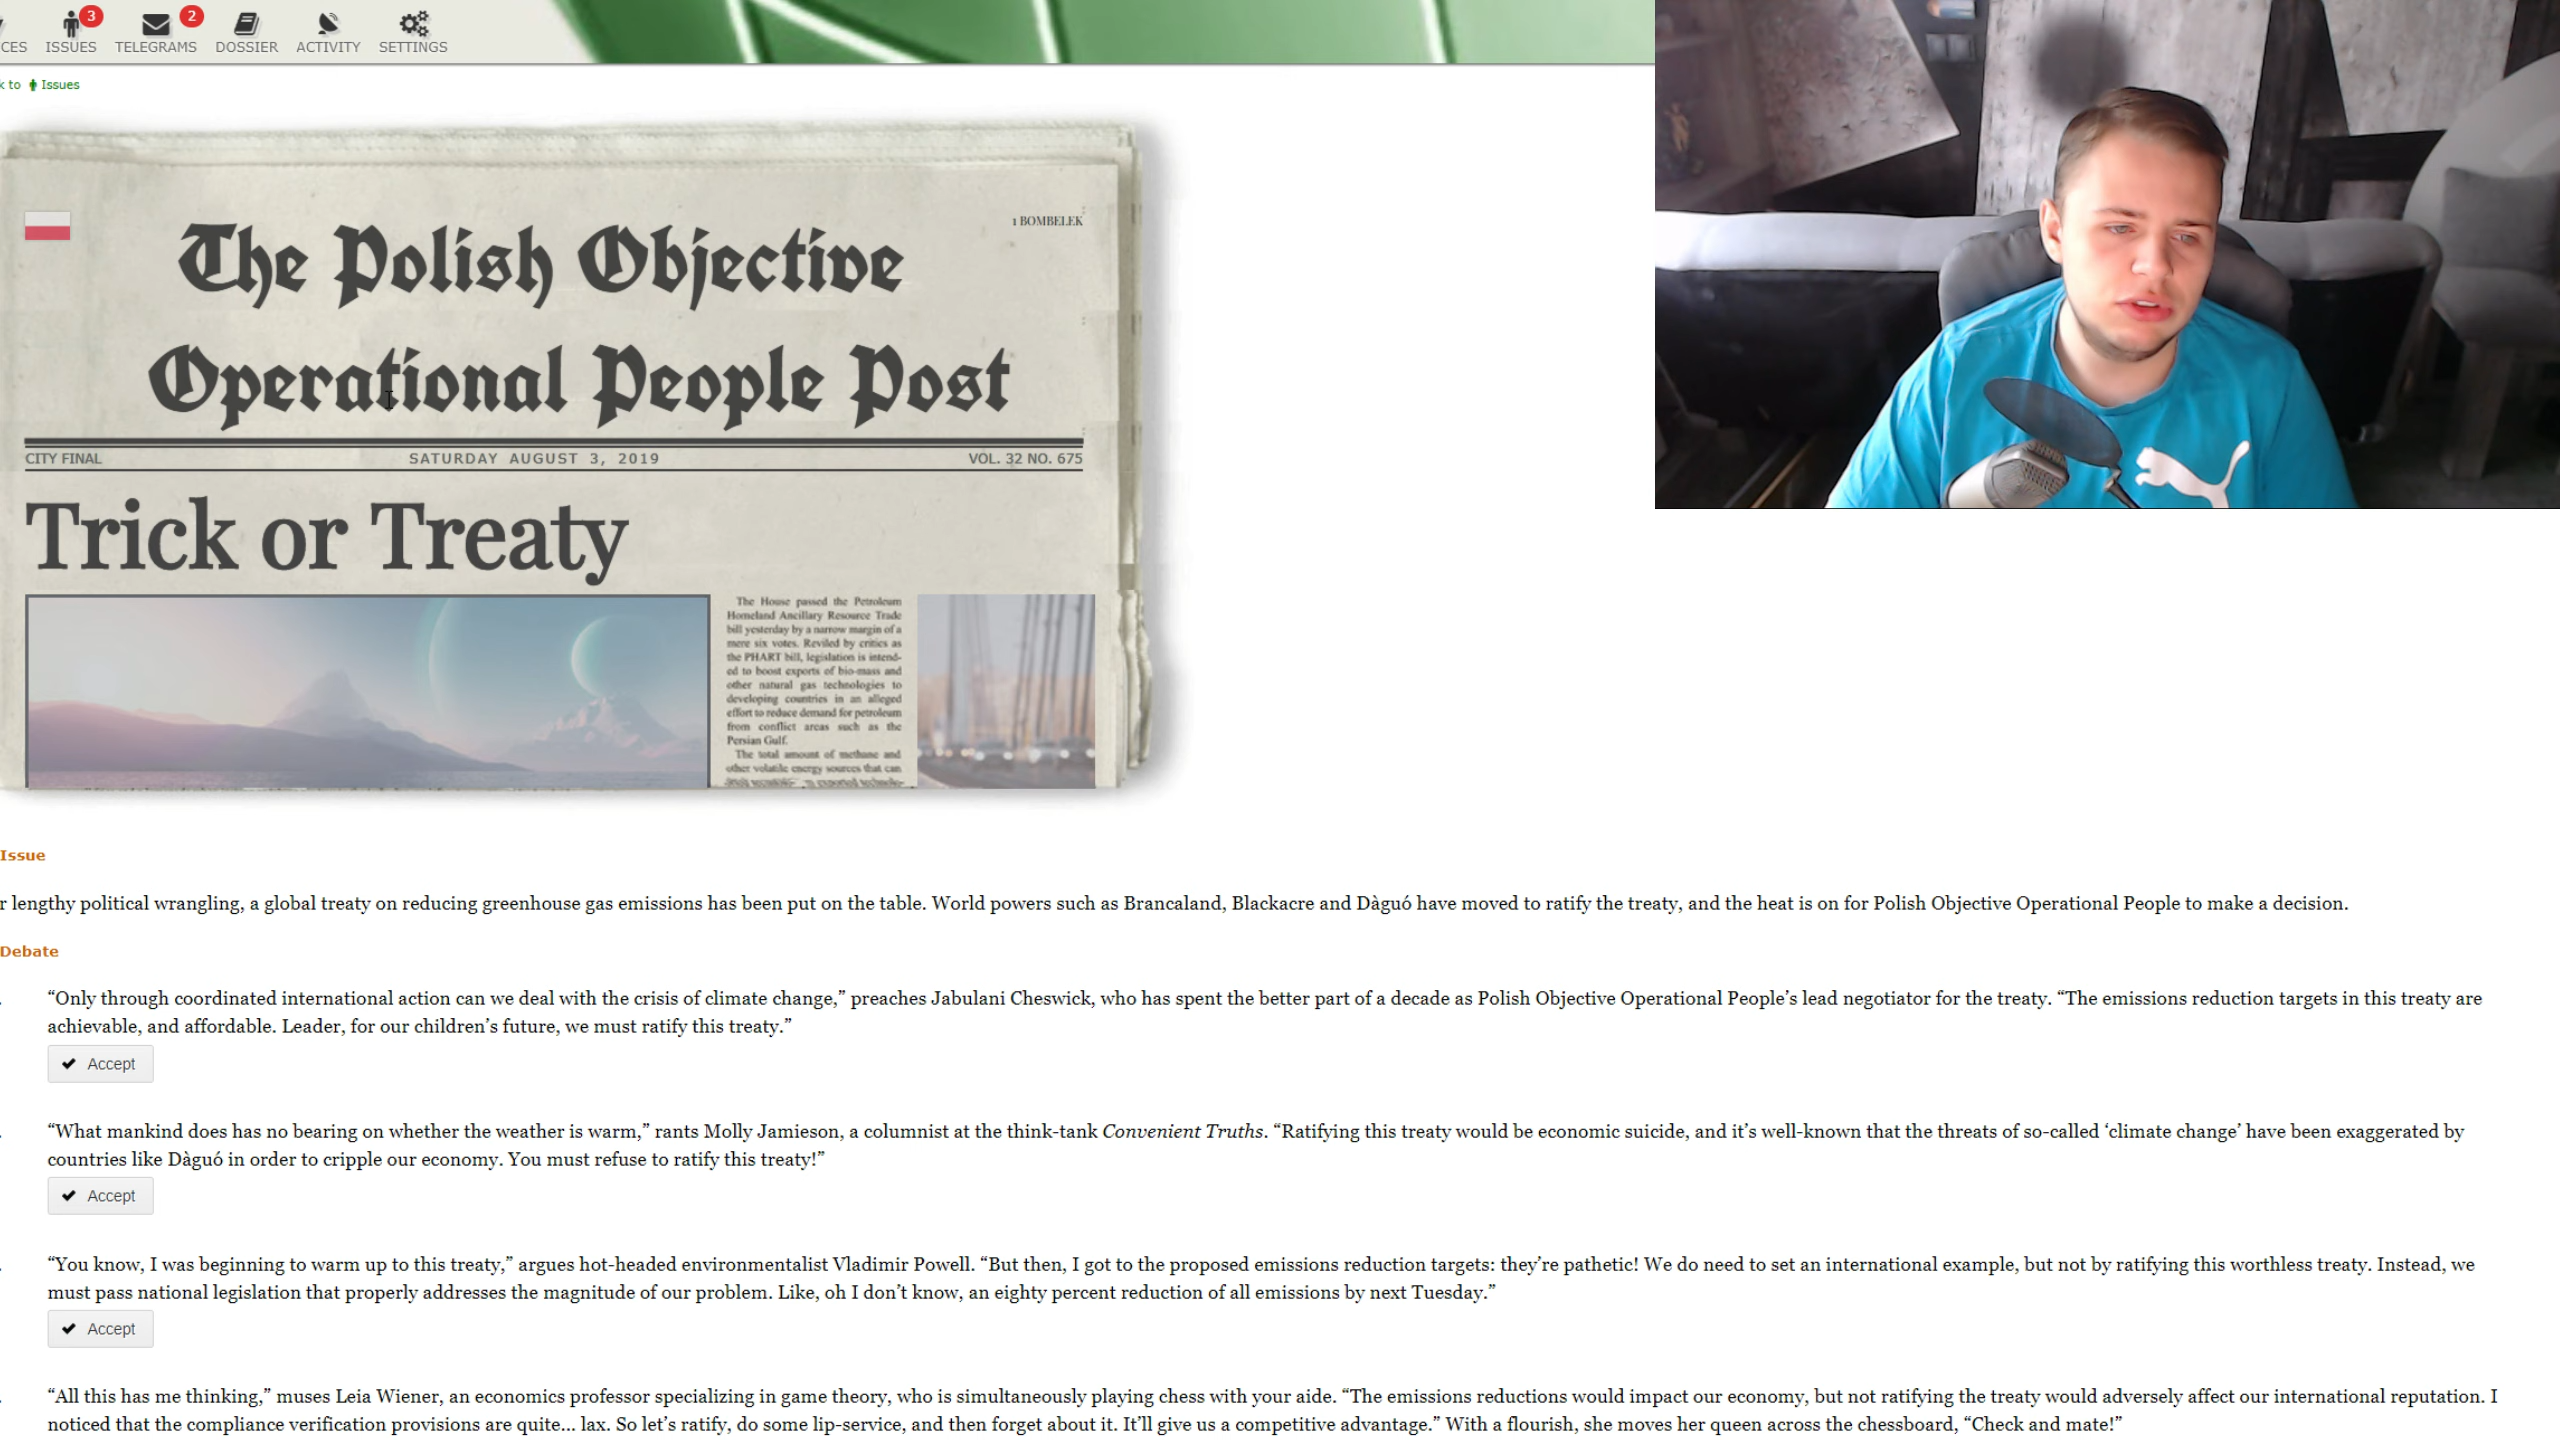 CES
ISSUES
3
TELEGRAMS
2
DOSSIER
ACTIVITY
SETTINGS
k to Issues
1 BOMBELEK
The Polish Objective
Operational People Post
CITY FINAL
SATURDAY AUGUST 3, 2019
VOL. 32 NO. 675
Trick or Treaty
The House passed the Petroleum
Homeland Ancillary Resource Trade
bill yesterday by a narrow margin of a
mere six votes. Reviled by critics as
the PHART bill, legislation is intend-
ed to boost exports of bio-mass and
other natural gas technologies to
developing countries in an alleged
effort to reduce demand for petroleum
from conflict areas such as the
Persian Gulf.
The total amount of methane and
other volatile energy sources that can
Issue
r lengthy political wrangling, a global treaty on reducing greenhouse gas emissions has been put on the table. World powers such as Brancaland, Blackacre and Dàguó have moved to ratify the treaty, and the heat is on for Polish Objective Operational People to make a decision.
Debate
“Only through coordinated international action can we deal with the crisis of climate change,” preaches Jabulani Cheswick, who has spent the better part of a decade as Polish Objective Operational People’s lead negotiator for the treaty. “The emissions reduction targets in this treaty are
achievable, and affordable. Leader, for our children’s future, we must ratify this treaty.”
Accept
“What mankind does has no bearing on whether the weather is warm,” rants Molly Jamieson, a columnist at the think-tank Convenient Truths. “Ratifying this treaty would be economic suicide, and it’s well-known that the threats of so-called ‘climate change’ have been exaggerated by
countries like Dàguó in order to cripple our economy. You must refuse to ratify this treaty!”
Accept
“You know, I was beginning to warm up to this treaty,” argues hot-headed environmentalist Vladimir Powell. “But then, I got to the proposed emissions reduction targets: they’re pathetic! We do need to set an international example, but not by ratifying this worthless treaty. Instead, we
must pass national legislation that properly addresses the magnitude of our problem. Like, oh I don’t know, an eighty percent reduction of all emissions by next Tuesday.”
Accept
“All this has me thinking,” muses Leia Wiener, an economics professor specializing in game theory, who is simultaneously playing chess with your aide. “The emissions reductions would impact our economy, but not ratifying the treaty would adversely affect our international reputation. I
noticed that the compliance verification provisions are quite... lax. So let’s ratify, do some lip-service, and then forget about it. It’ll give us a competitive advantage.” With a flourish, she moves her queen across the chessboard, “Check and mate!”